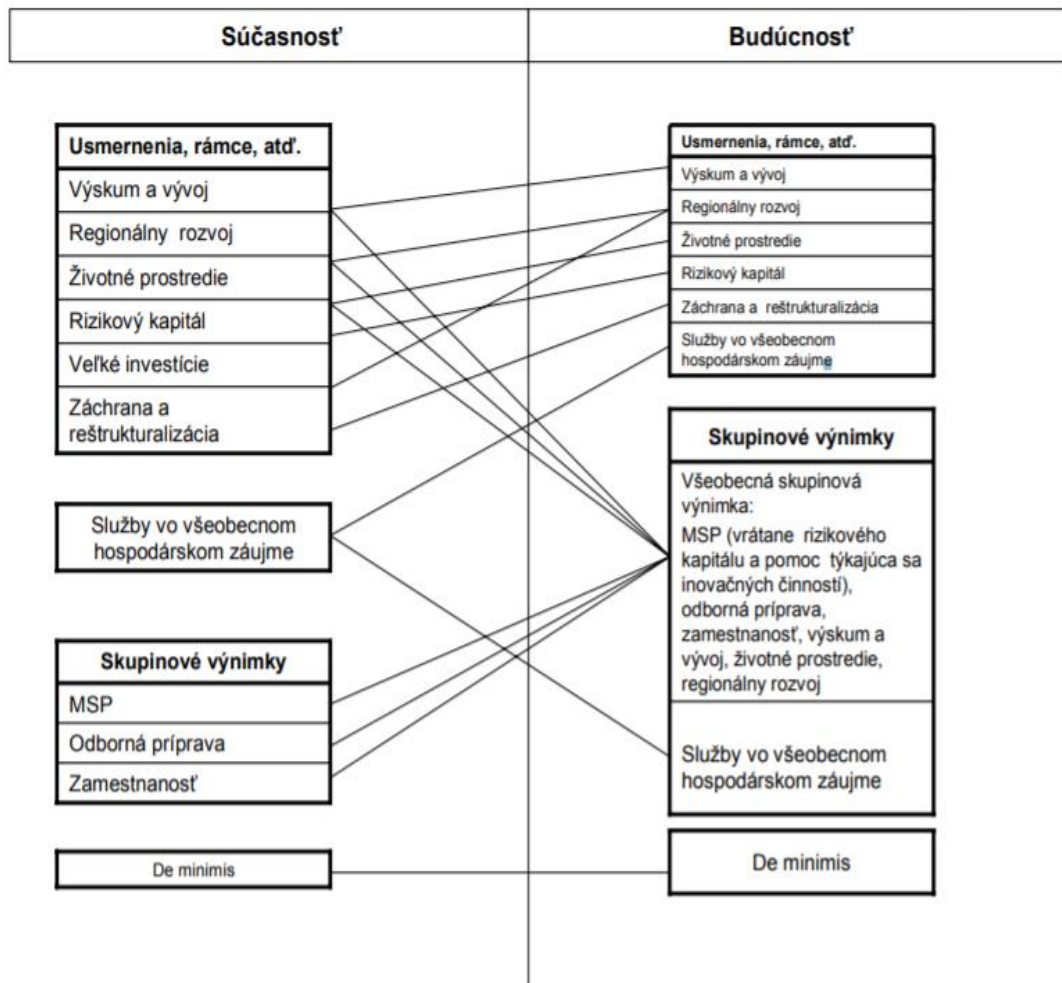 Súčasnosť
Budúcnosť
Usmernenia, rámce, atď.
Výskum a vývoj
Regionálny rozvoj
Životné prostredie
Rizikový kapitál
Veľké investície
Záchrana a
reštrukturalizácia
Služby vo všeobecnom
hospodárskom záujme
Skupinové výnimky
MSP
Odborná príprava
Zamestnanosť
De minimis
Usmernenia, rámce, atď.
Výskum a vývoj
Regionálny rozvoj
Životné prostredie
Rizikový kapitál
Záchrana a reštrukturalizácia
Služby vo všeobecnom
hospodárskom záujme
Skupinové výnimky
Všeobecná skupinová
výnimka:
MSP (vrátane rizikového
kapitálu a pomoc týkajúca sa
inovačných činností),
odborná príprava,
zamestnanosť, výskum a
vývoj, životné prostredie,
regionálny rozvoj
Služby vo všeobecnom
hospodárskom záujme
De minimis